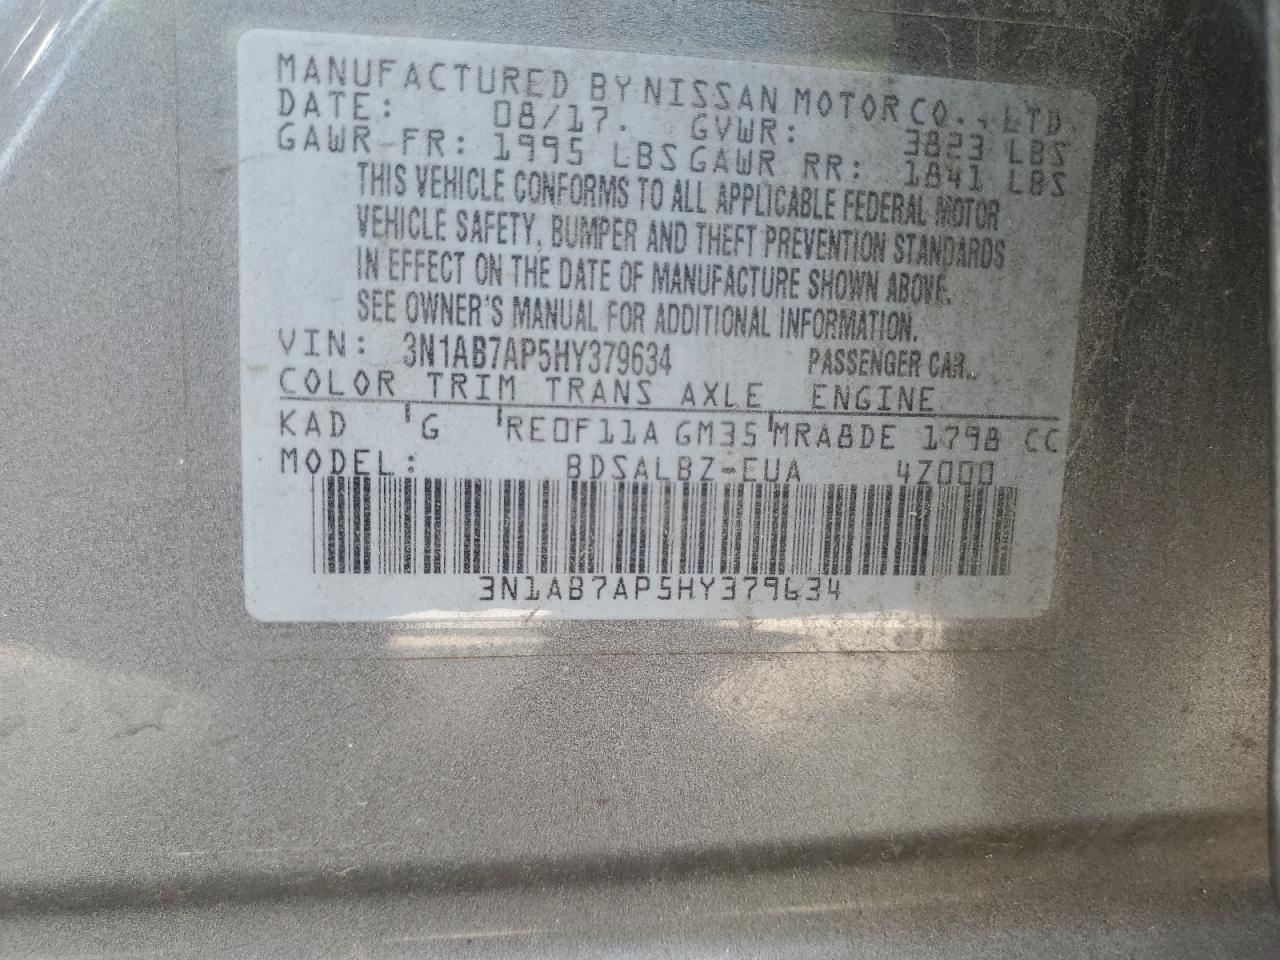 MANUFACTURED BY NISSAN MOTOR CO., LTD.
DATE: 08/17. GVWR: 3823 LBS
GAWR FR: 1995 LBS GAWR RR: 1841 LBS
THIS VEHICLE CONFORMS TO ALL APPLICABLE FEDERAL MOTOR
VEHICLE SAFETY, BUMPER AND THEFT PREVENTION STANDARDS
IN EFFECT ON THE DATE OF MANUFACTURE SHOWN ABOVE.
SEE OWNER'S MANUAL FOR ADDITIONAL INFORMATION.
VIN: 3N1AB7AP5HY379634 PASSENGER CAR.
COLOR TRIM TRANS AXLE ENGINE
KAD G RE0F11A GM35 MRA8DE 1798 CC
MODEL: BDSALBZ-EUA 4Z000
3N1AB7AP5HY379634